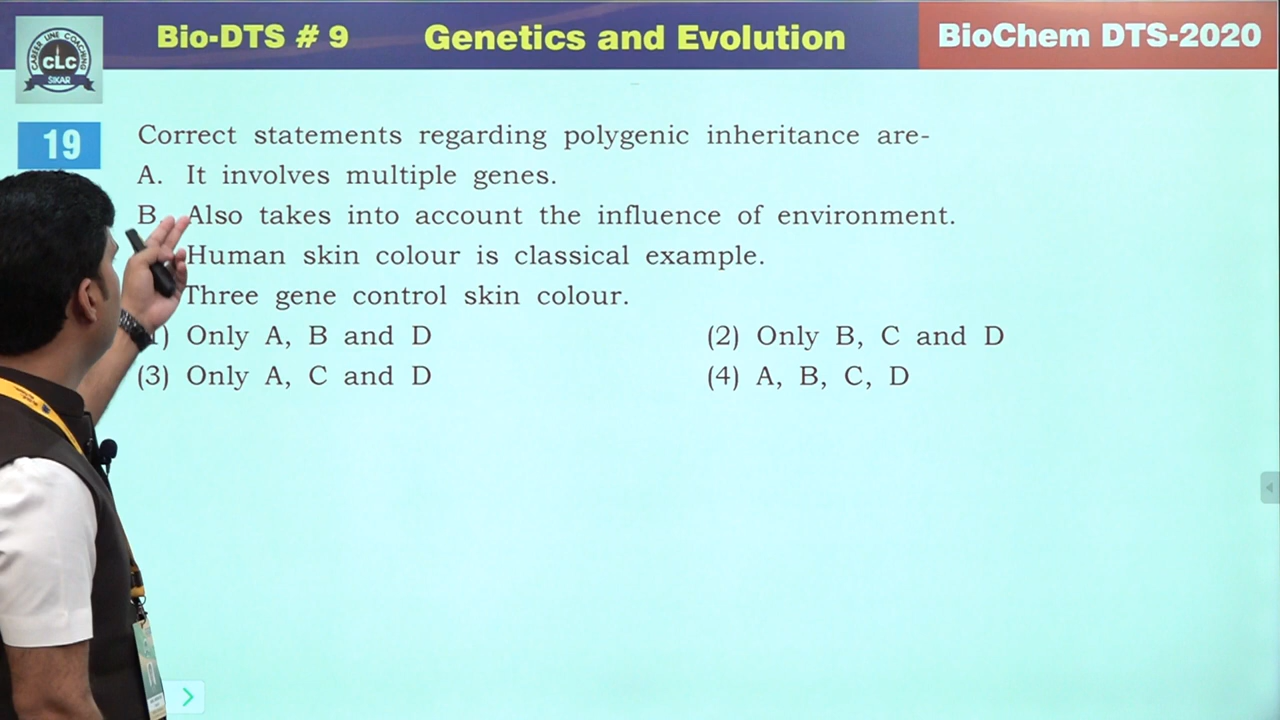 Bio-DTS # 9 Genetics and Evolution BioChem DTS-2020
CAREER LINE COACHING
CLC
SIKAR
19 Correct statements regarding polygenic inheritance are-
A. It involves multiple genes.
B. Also takes into account the influence of environment.
Human skin colour is classical example.
Three gene control skin colour.
1) Only A, B and D (2) Only B, C and D
(3) Only A, C and D (4) A, B, C, D